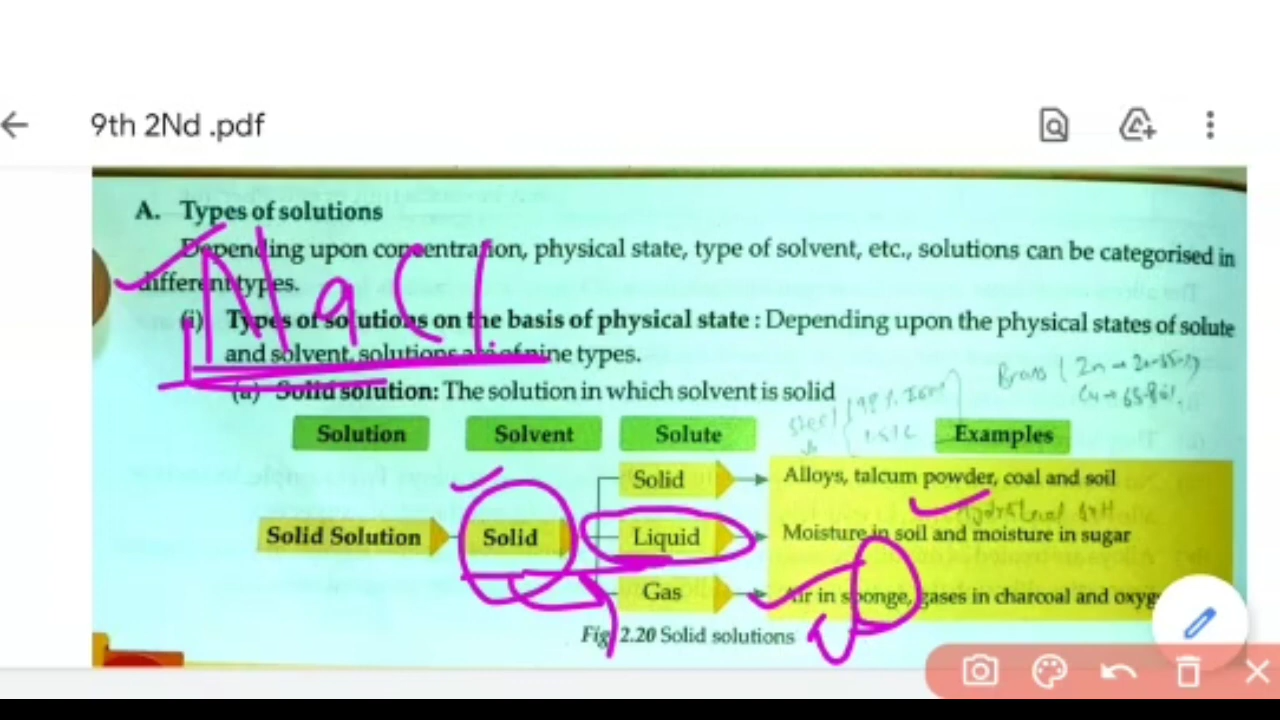 9th 2Nd .pdf
A. Types of solutions
Depending upon concentration, physical state, type of solvent, etc., solutions can be categorised in
different types.
NaCl
(i) Types of solutions on the basis of physical state : Depending upon the physical states of solute
and solvent, solutions are of nine types.
(a) Solid solution: The solution in which solvent is solid
Brass
Steel
Solution Solvent Solute Examples
Solid Alloys, talcum powder, coal and soil
Solid Solution Solid Liquid Moisture in soil and moisture in sugar
Gas Air in sponge, gases in charcoal and
Fig 2.20 Solid solutions